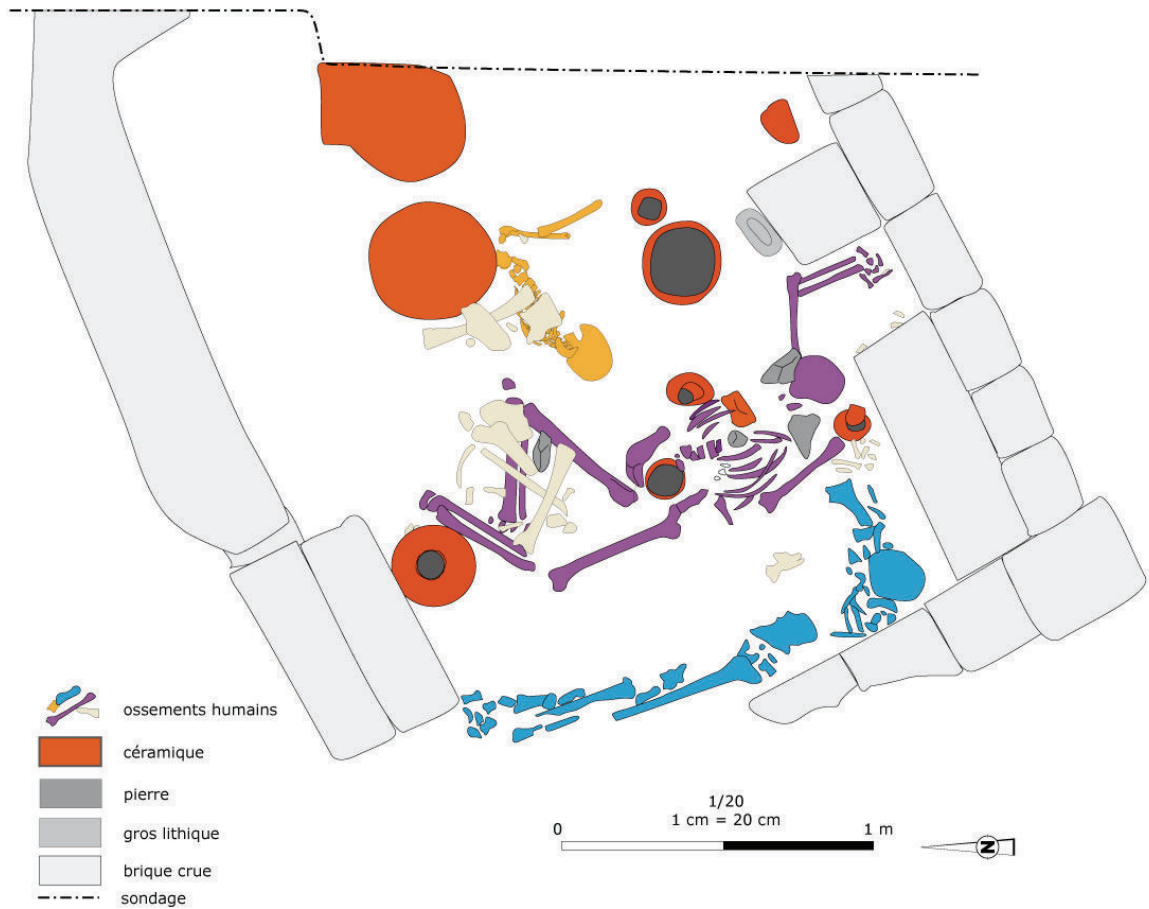 ossements humains
céramique
pierre
gros lithique
brique crue
sondage
1/20
1 cm = 20 cm
0 1 m
N